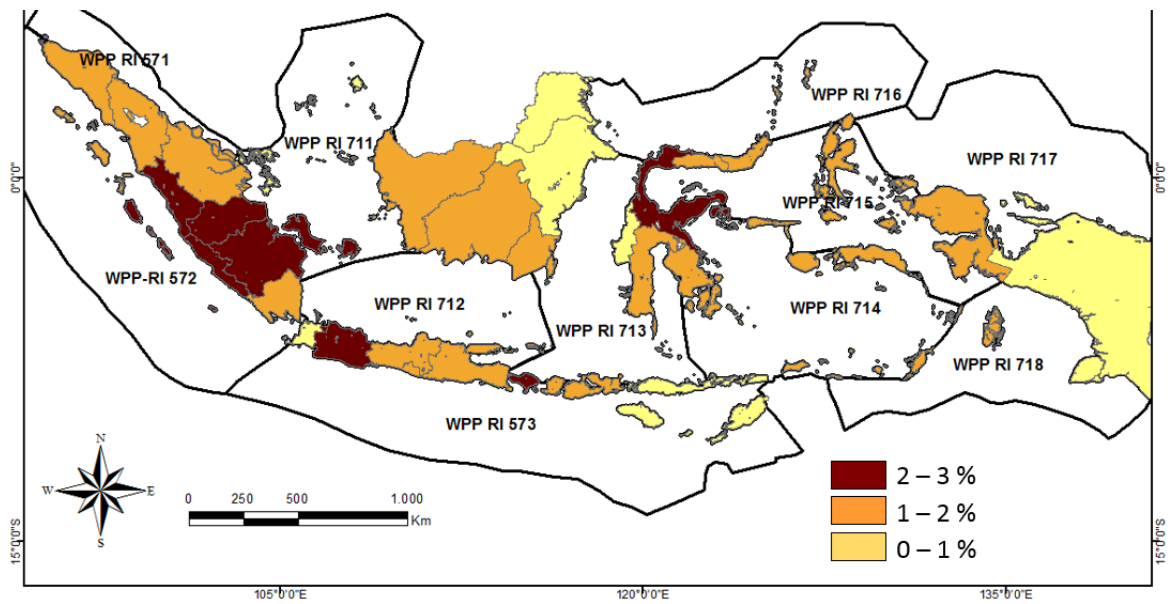 WPP RI 571
WPP RI 716
WPP RI 711
WPP RI 717
0°0'0"
0°0'0"
WPP RI 715
WPP-RI 572
WPP RI 712
WPP RI 713
WPP RI 714
WPP RI 718
WPP RI 573
N
W
E
S
0 250 500 1.000
Km
2 – 3 %
1 – 2 %
0 – 1 %
15°0'0"S
15°0'0"S
105°0'0"E
120°0'0"E
135°0'0"E